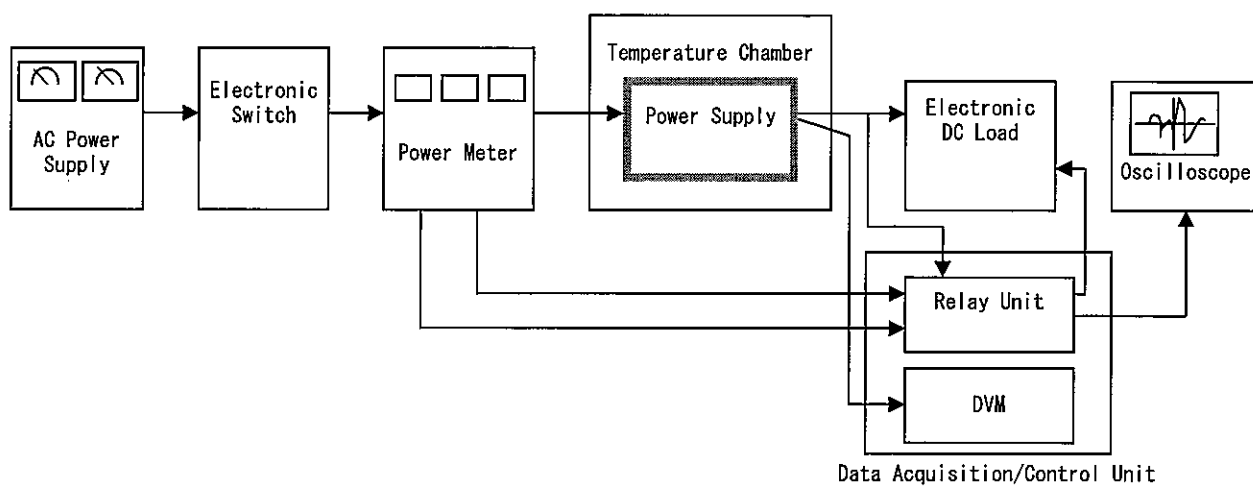 AC Power
Supply
Electronic
Switch
Power Meter
Temperature Chamber
Power Supply
Electronic
DC Load
Oscilloscope
Relay Unit
DVM
Data Acquisition/Control Unit